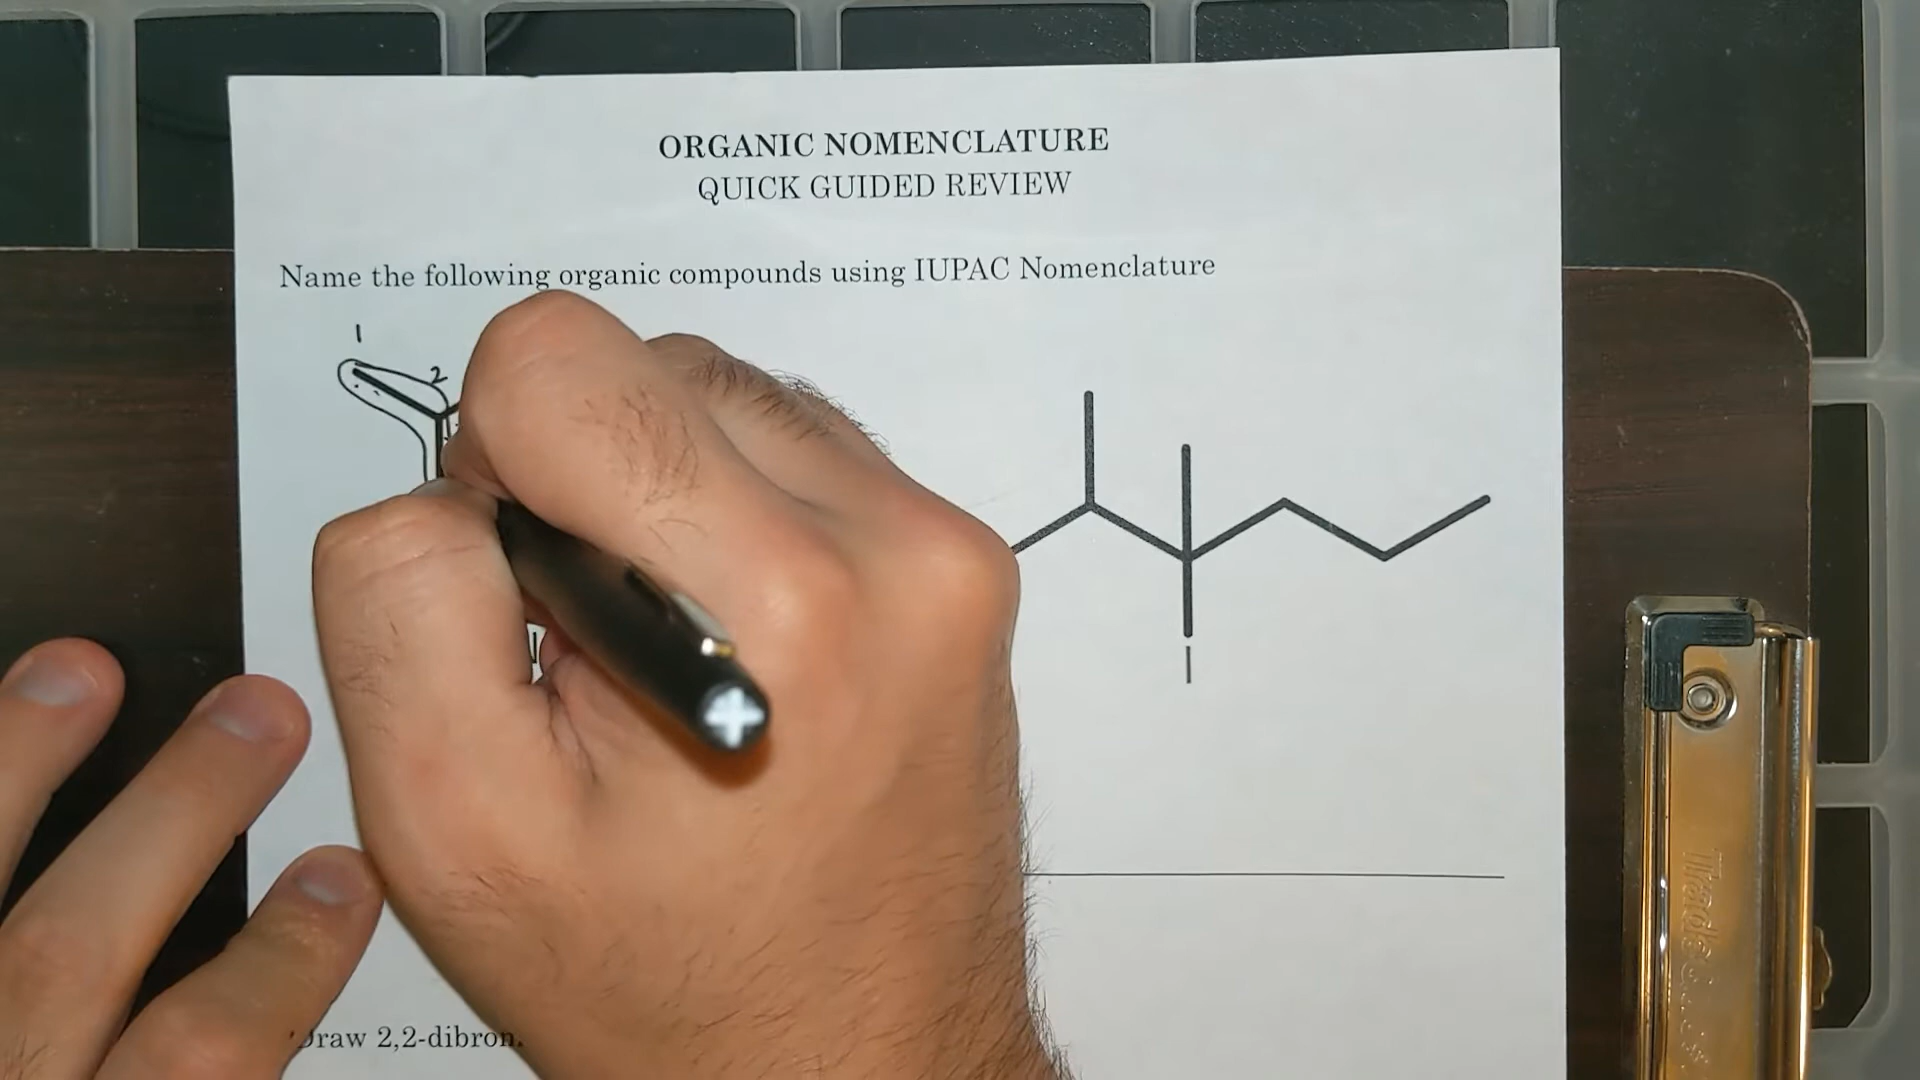 ORGANIC NOMENCLATURE
QUICK GUIDED REVIEW
Name the following organic compounds using IUPAC Nomenclature
1
2
I
Draw 2,2-dibrom